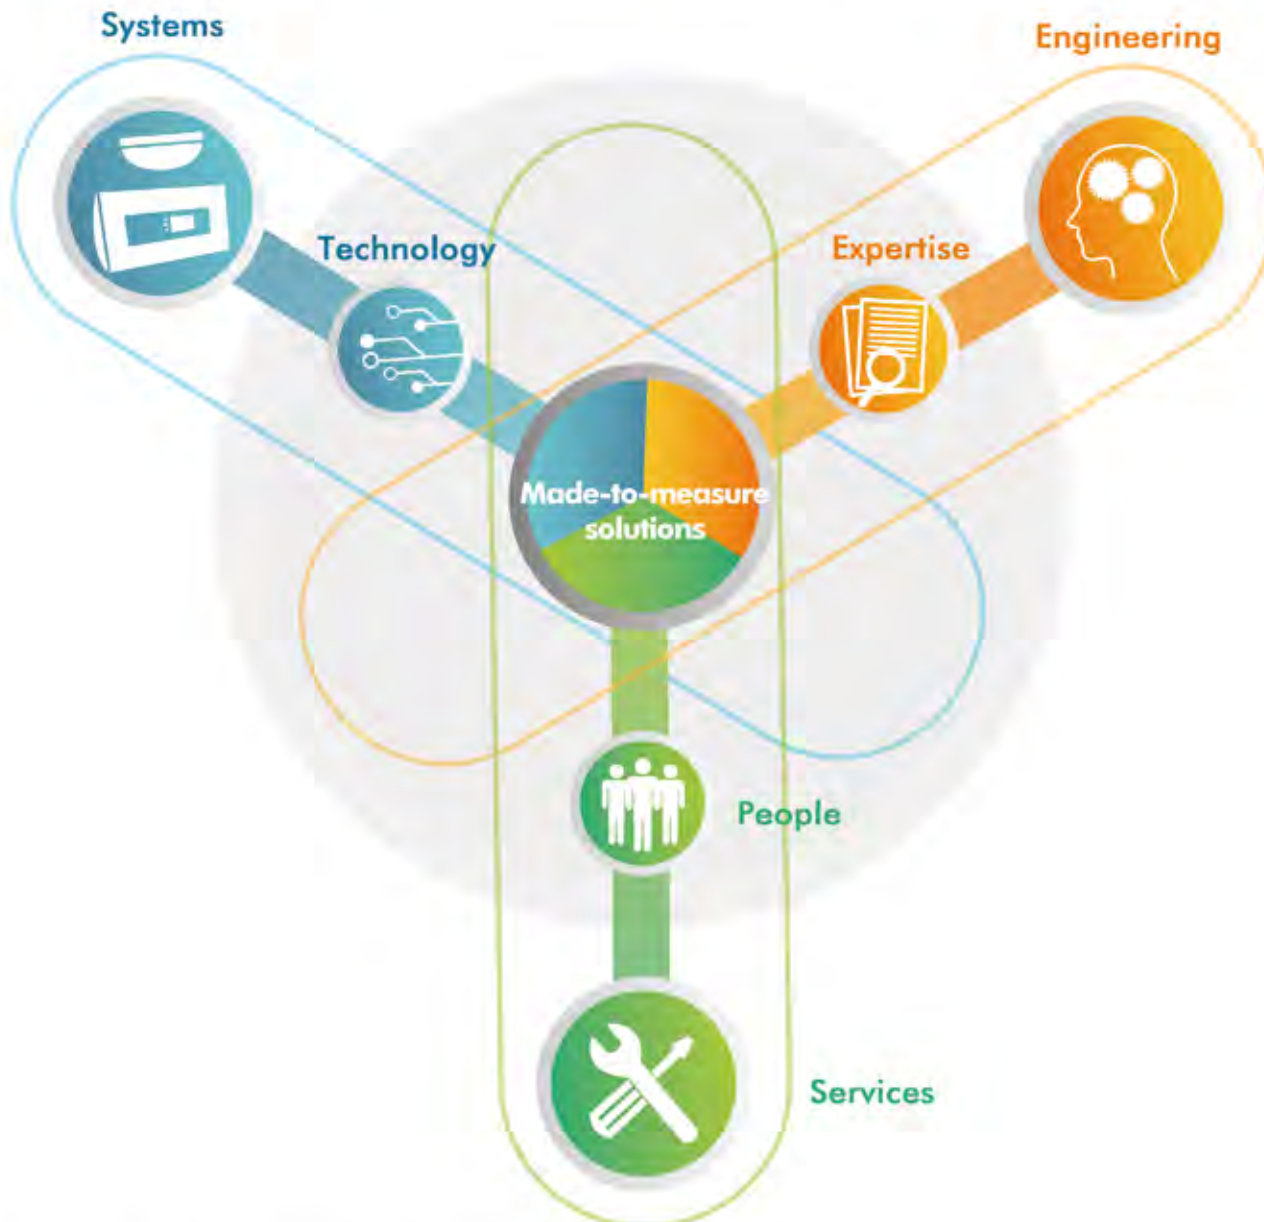 Systems
Engineering
Technology
Expertise
Made-to-measure
solutions
People
Services